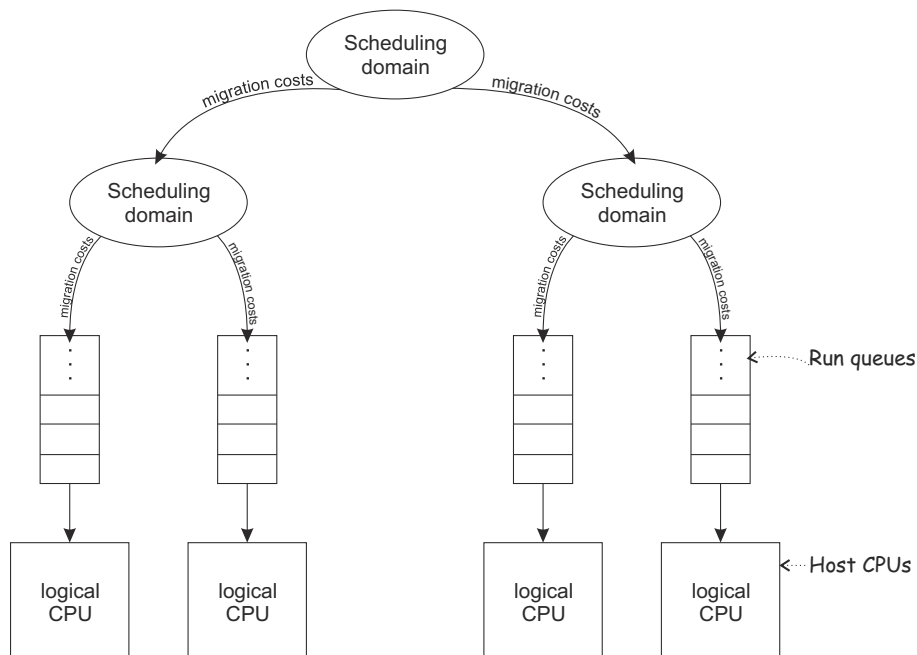 Scheduling
domain
migration costs
migration costs
Scheduling
domain
Scheduling
domain
migration costs
migration costs
migration costs
migration costs
Run queues
logical
CPU
logical
CPU
logical
CPU
logical
CPU
Host CPUs